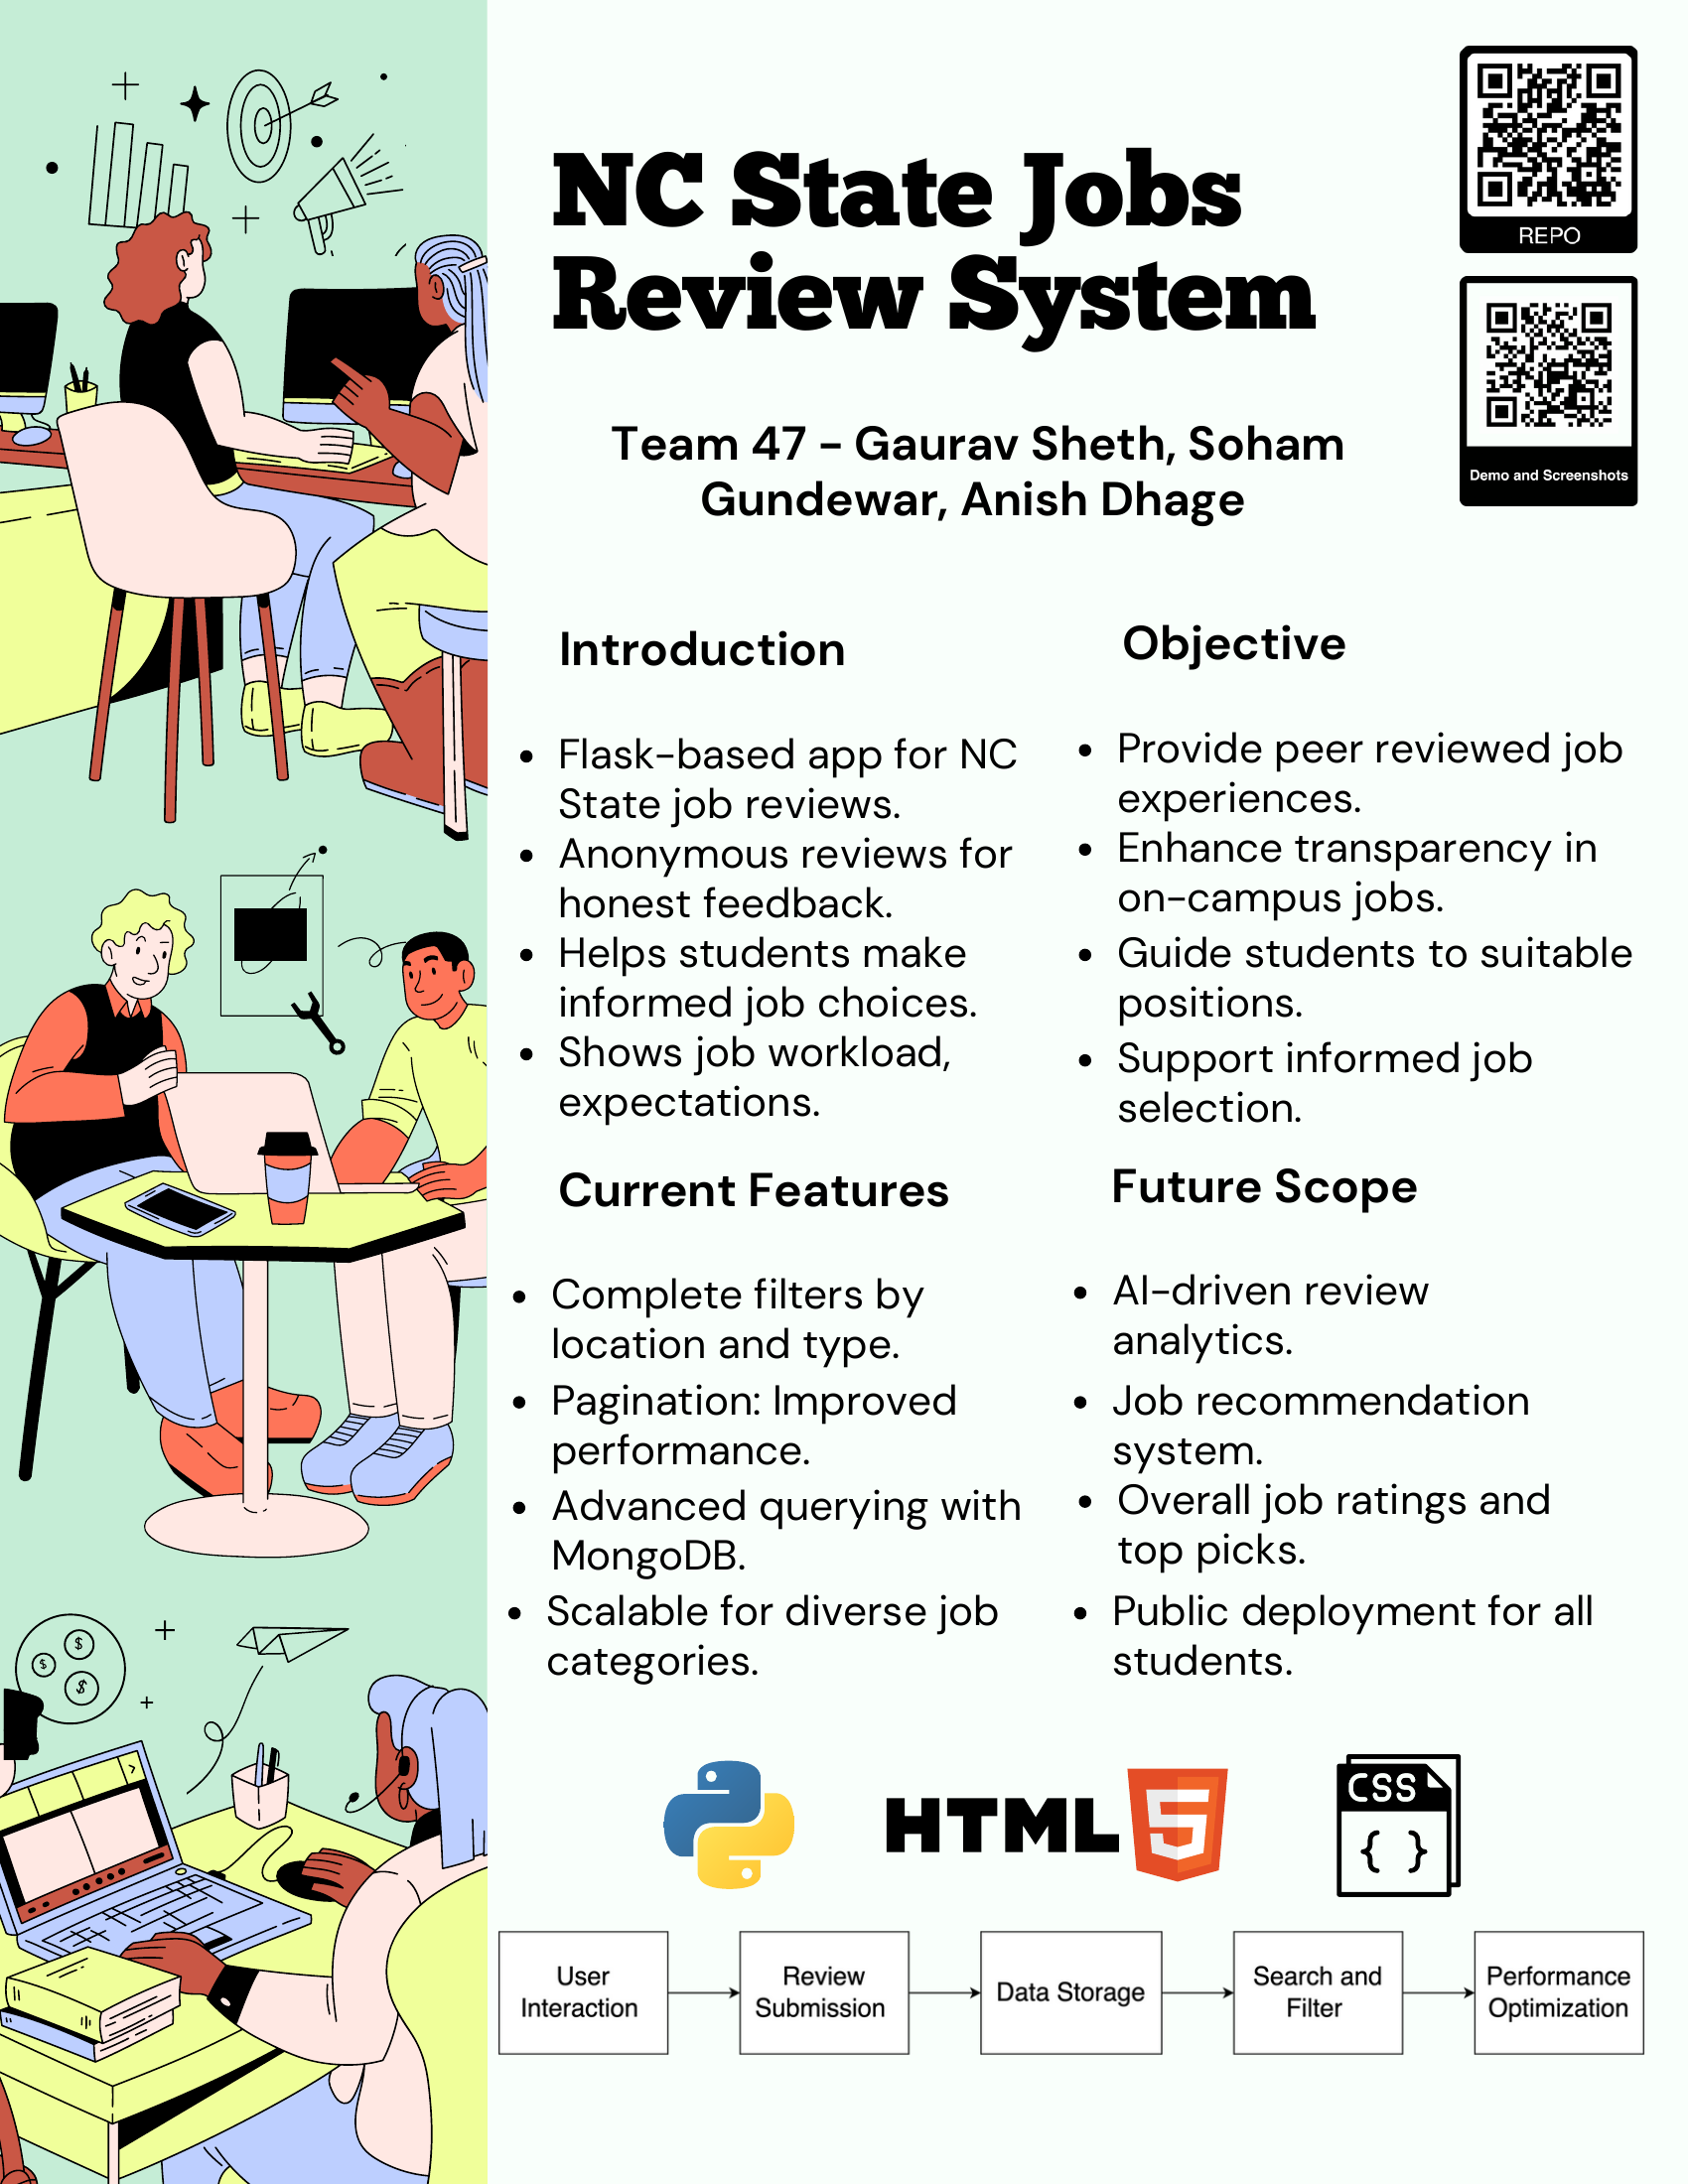 NC State Jobs
Review System
REPO
Demo and Screenshots
Team 47 - Gaurav Sheth, Soham
Gundewar, Anish Dhage
Introduction
• Flask-based app for NC
State job reviews.
• Anonymous reviews for
honest feedback.
• Helps students make
informed job choices.
• Shows job workload,
expectations.
Objective
• Provide peer reviewed job
experiences.
• Enhance transparency in
on-campus jobs.
• Guide students to suitable
positions.
• Support informed job
selection.
Current Features
• Complete filters by
location and type.
• Pagination: Improved
performance.
• Advanced querying with
MongoDB.
• Scalable for diverse job
categories.
Future Scope
• AI-driven review
analytics.
• Job recommendation
system.
• Overall job ratings and
top picks.
• Public deployment for all
students.
$
$
$
HTML 5
CSS
{ }
User
Interaction
Review
Submission
Data Storage
Search and
Filter
Performance
Optimization